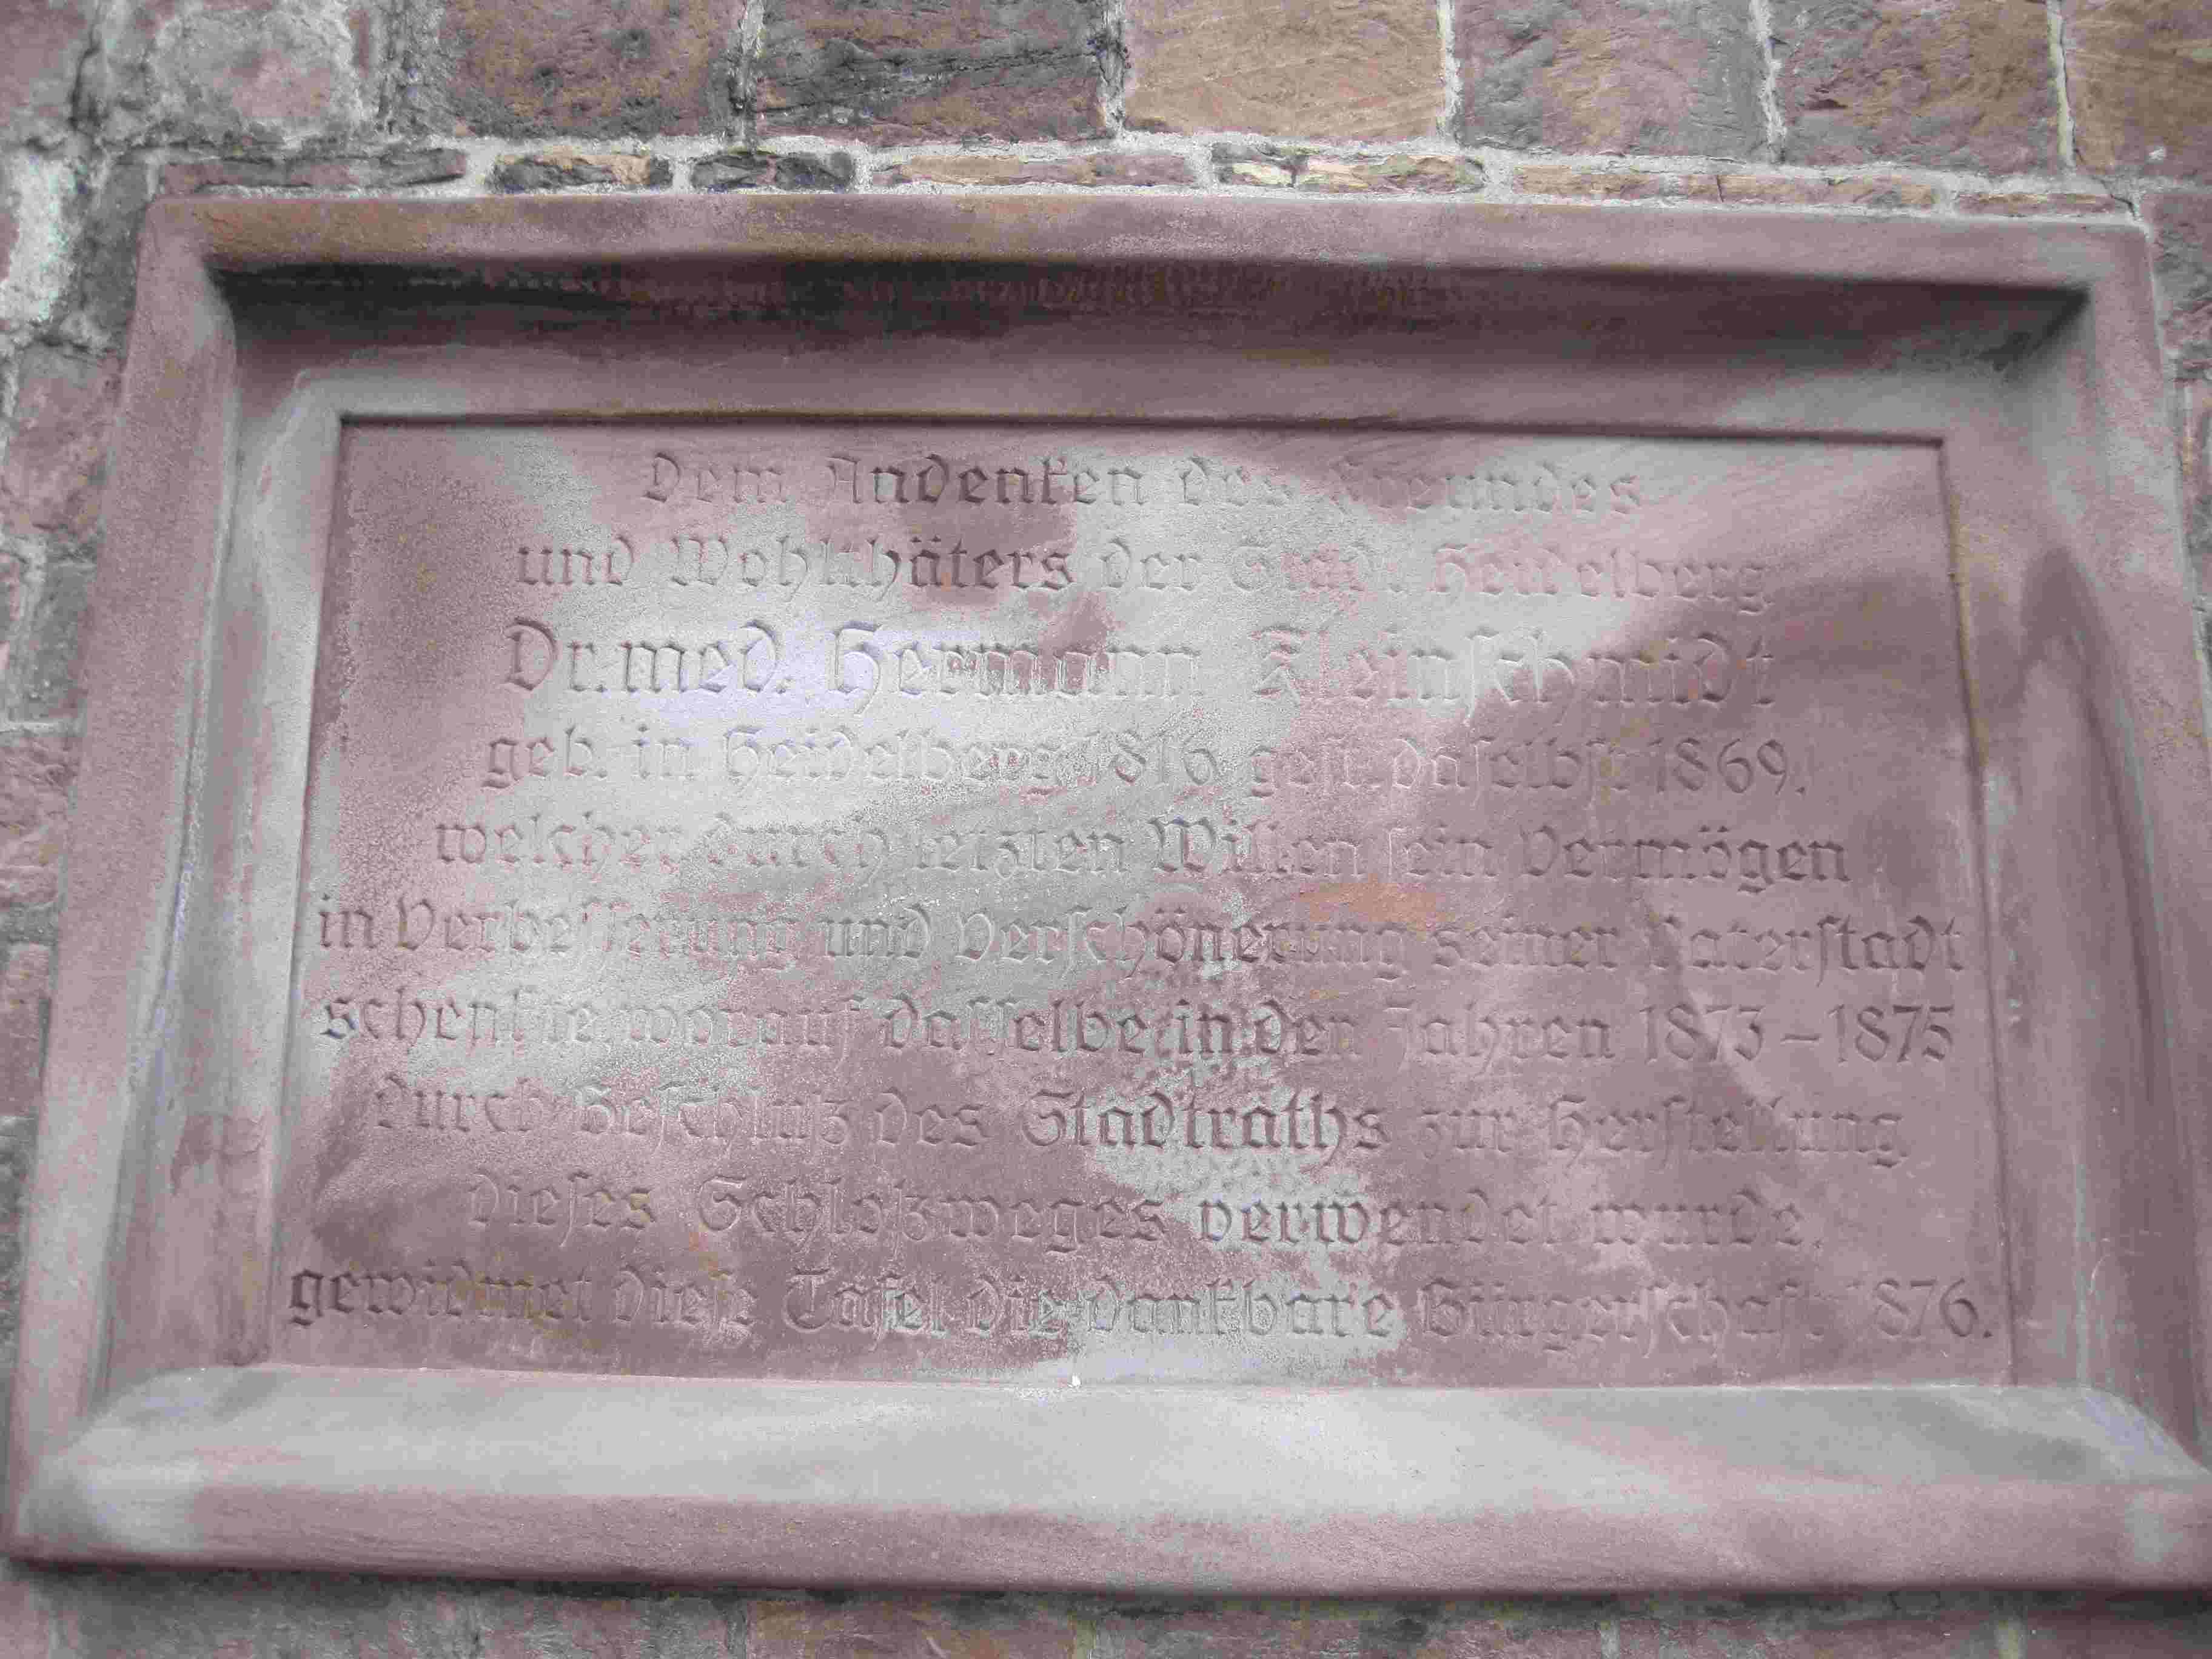 Dem Andenken des Freundes
und Wohlthäters der Stadt Heidelberg
Dr. med. Hermann Kleinschmidt
geb. in Heidelberg 1816 gest. daselbst 1869.
welcher durch letzten Willen sein Vermögen
in Verbesserung und Verschönerung seiner Vaterstadt
schenkte, worauf dasselbe in den Jahren 1873 – 1875
durch Beschluß des Stadtraths zur Herstellung
dieses Schloßweges verwendet wurde,
gewidmet diese Tafel die dankbare Bürgerschaft 1876.